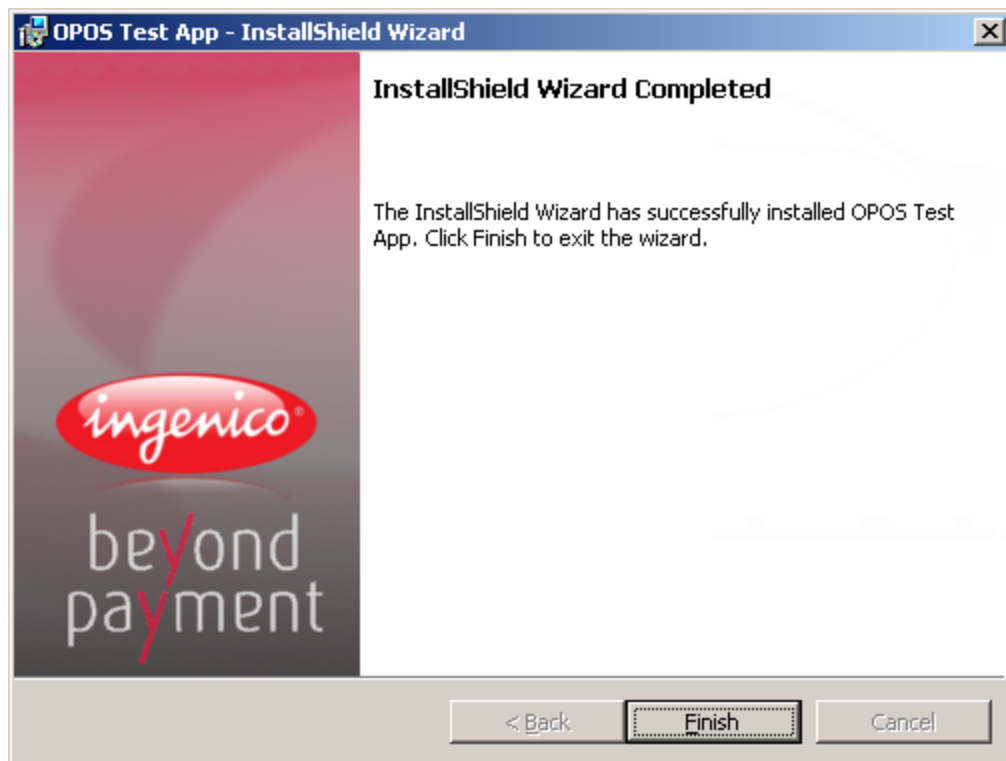 OPOS Test App - InstallShield Wizard
InstallShield Wizard Completed
The InstallShield Wizard has successfully installed OPOS Test
App. Click Finish to exit the wizard.
ingenico®
beyond
payment
< Back
Finish
Cancel